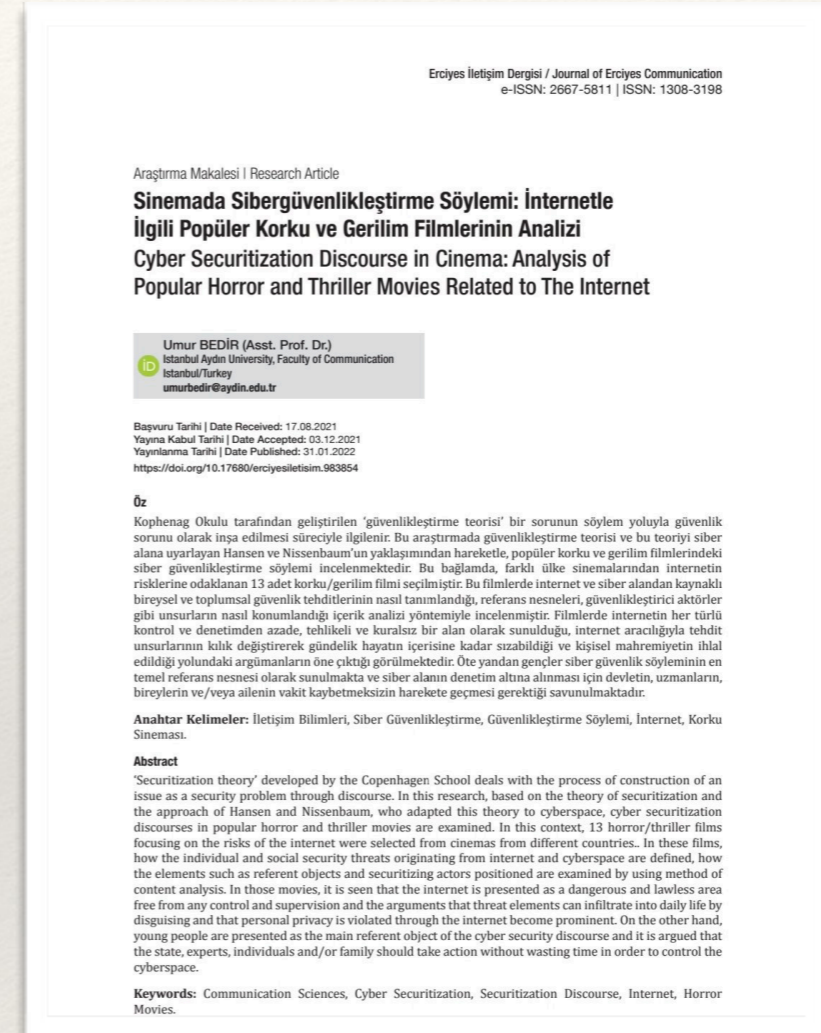 Erciyes İletişim Dergisi / Journal of Erciyes Communication
e-ISSN: 2667-5811 | ISSN: 1308-3198
Araştırma Makalesi | Research Article
Sinemada Sibergüvenlikleştirme Söylemi: İnternetle
İlgili Popüler Korku ve Gerilim Filmlerinin Analizi
Cyber Securitization Discourse in Cinema: Analysis of
Popular Horror and Thriller Movies Related to The Internet
iD
Umur BEDİR (Asst. Prof. Dr.)
Istanbul Aydın University, Faculty of Communication
Istanbul/Turkey
umurbedir@aydin.edu.tr
Başvuru Tarihi | Date Received: 17.08.2021
Yayına Kabul Tarihi | Date Accepted: 03.12.2021
Yayınlanma Tarihi | Date Published: 31.01.2022
https://doi.org/10.17680/erciyesiletisim.983854
Öz
Kophenag Okulu tarafından geliştirilen ‘güvenlikleştirme teorisi’ bir sorunun söylem yoluyla güvenlik
sorunu olarak inşa edilmesi süreciyle ilgilenir. Bu araştırmada güvenlikleştirme teorisi ve bu teoriyi siber
alana uyarlayan Hansen ve Nissenbaum’un yaklaşımından hareketle, popüler korku ve gerilim filmlerindeki
siber güvenlikleştirme söylemi incelenmektedir. Bu bağlamda, farklı ülke sinemalarından internetin
risklerine odaklanan 13 adet korku/gerilim filmi seçilmiştir. Bu filmlerde internet ve siber alandan kaynaklı
bireysel ve toplumsal güvenlik tehditlerinin nasıl tanımlandığı, referans nesneleri, güvenlikleştirici aktörler
gibi unsurların nasıl konumlandığı içerik analizi yöntemiyle incelenmiştir. Filmlerde internetin her türlü
kontrol ve denetimden azade, tehlikeli ve kuralsız bir alan olarak sunulduğu, internet aracılığıyla tehdit
unsurlarının kılık değiştirerek gündelik hayatın içerisine kadar sızabildiği ve kişisel mahremiyetin ihlal
edildiği yolundaki argümanların öne çıktığı görülmektedir. Öte yandan gençler siber güvenlik söyleminin en
temel referans nesnesi olarak sunulmakta ve siber alanın denetim altına alınması için devletin, uzmanların,
bireylerin ve/veya ailenin vakit kaybetmeksizin harekete geçmesi gerektiği savunulmaktadır.
Anahtar Kelimeler: İletişim Bilimleri, Siber Güvenlikleştirme, Güvenlikleştirme Söylemi, İnternet, Korku
Sineması.
Abstract
‘Securitization theory’ developed by the Copenhagen School deals with the process of construction of an
issue as a security problem through discourse. In this research, based on the theory of securitization and
the approach of Hansen and Nissenbaum, who adapted this theory to cyberspace, cyber securitization
discourses in popular horror and thriller movies are examined. In this context, 13 horror/thriller films
focusing on the risks of the internet were selected from cinemas from different countries.. In these films,
how the individual and social security threats originating from internet and cyberspace are defined, how
the elements such as referent objects and securitizing actors positioned are examined by using method of
content analysis. In those movies, it is seen that the internet is presented as a dangerous and lawless area
free from any control and supervision and the arguments that threat elements can infiltrate into daily life by
disguising and that personal privacy is violated through the internet become prominent. On the other hand,
young people are presented as the main referent object of the cyber security discourse and it is argued that
the state, experts, individuals and/or family should take action without wasting time in order to control the
cyberspace.
Keywords: Communication Sciences, Cyber Securitization, Securitization Discourse, Internet, Horror
Movies.